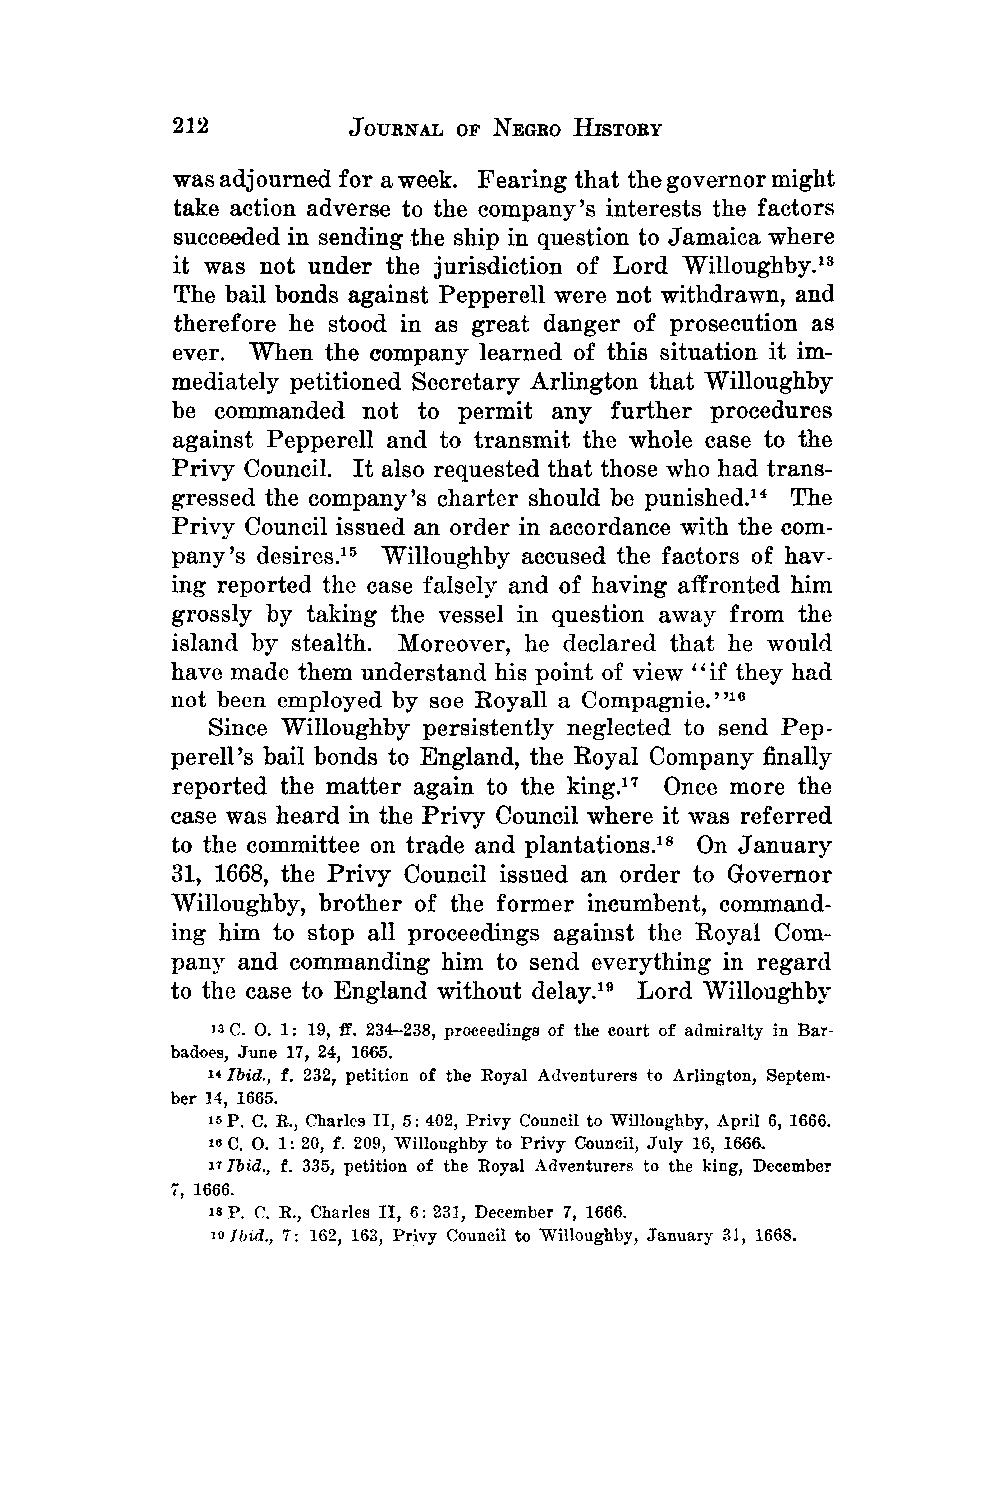 212 JOURNAL OF NEGRO HISTORY
was adjourned for a week. Fearing that the governor might
take action adverse to the company's interests the factors
succeeded in sending the ship in question to Jamaica where
it was not under the jurisdiction of Lord Willoughby.¹³
The bail bonds against Pepperell were not withdrawn, and
therefore he stood in as great danger of prosecution as
ever. When the company learned of this situation it im-
mediately petitioned Secretary Arlington that Willoughby
be commanded not to permit any further procedures
against Pepperell and to transmit the whole case to the
Privy Council. It also requested that those who had trans-
gressed the company's charter should be punished.¹⁴ The
Privy Council issued an order in accordance with the com-
pany's desires.¹⁵ Willoughby accused the factors of hav-
ing reported the case falsely and of having affronted him
grossly by taking the vessel in question away from the
island by stealth. Moreover, he declared that he would
have made them understand his point of view "if they had
not been employed by soe Royall a Compagnie."¹⁶
Since Willoughby persistently neglected to send Pep-
perell's bail bonds to England, the Royal Company finally
reported the matter again to the king.¹⁷ Once more the
case was heard in the Privy Council where it was referred
to the committee on trade and plantations.¹⁸ On January
31, 1668, the Privy Council issued an order to Governor
Willoughby, brother of the former incumbent, command-
ing him to stop all proceedings against the Royal Com-
pany and commanding him to send everything in regard
to the case to England without delay.¹⁹ Lord Willoughby
¹³ C. O. 1: 19, ff. 234–238, proceedings of the court of admiralty in Bar-
badoes, June 17, 24, 1665.
¹⁴ Ibid., f. 232, petition of the Royal Adventurers to Arlington, Septem-
ber 14, 1665.
¹⁵ P. C. R., Charles II, 5: 402, Privy Council to Willoughby, April 6, 1666.
¹⁶ C. O. 1: 20, f. 209, Willoughby to Privy Council, July 16, 1666.
¹⁷ Ibid., f. 335, petition of the Royal Adventurers to the king, December
7, 1666.
¹⁸ P. C. R., Charles II, 6: 231, December 7, 1666.
¹⁹ Ibid., 7: 162, 163, Privy Council to Willoughby, January 31, 1668.